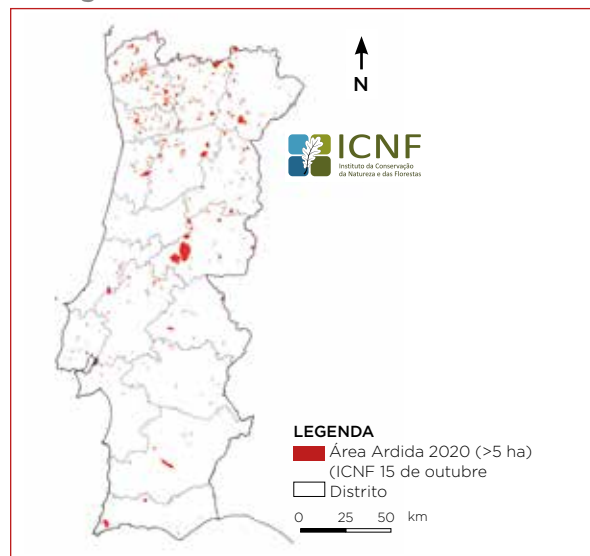 N
ICNF
Instituto da Conservação
da Natureza e das Florestas
LEGENDA
Área Ardida 2020 (>5 ha)
(ICNF 15 de outubre
Distrito
0 25 50 km